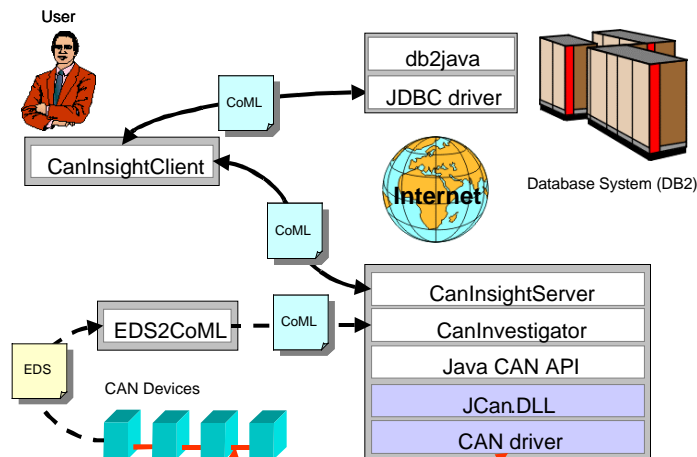 User
db2java
JDBC driver
CoML
CanInsightClient
Database System (DB2)
Internet
CoML
CanInsightServer
EDS2CoML
CoML
CanInvestigator
Java CAN API
EDS
CAN Devices
JCan.DLL
CAN driver